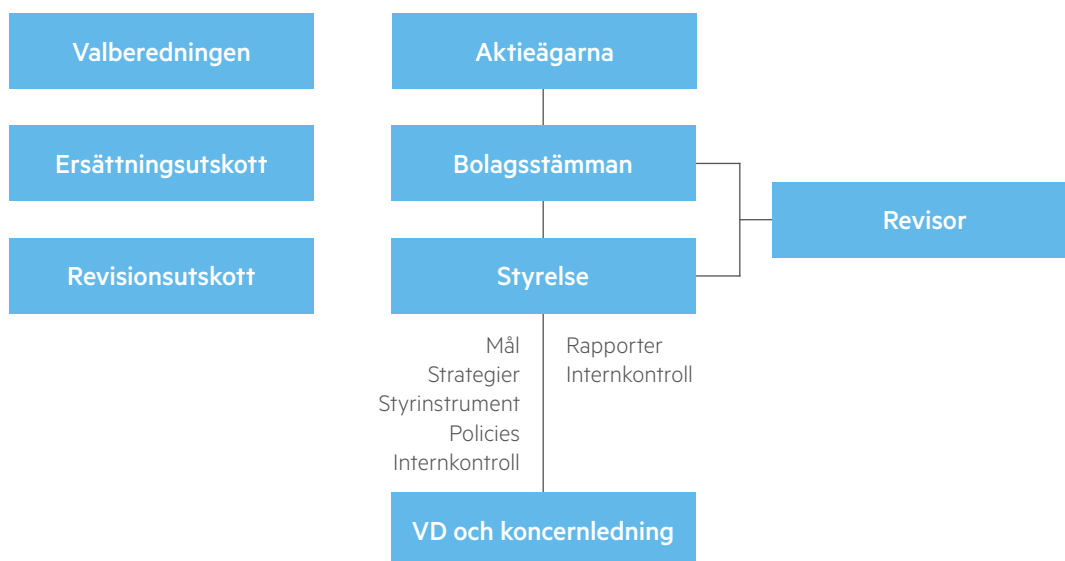 Valberedningen
Aktieägarna
Ersättningsutskott
Bolagsstämman
Revisor
Revisionsutskott
Styrelse
Mål
Strategier
Styrinstrument
Policies
Internkontroll
Rapporter
Internkontroll
VD och koncernledning